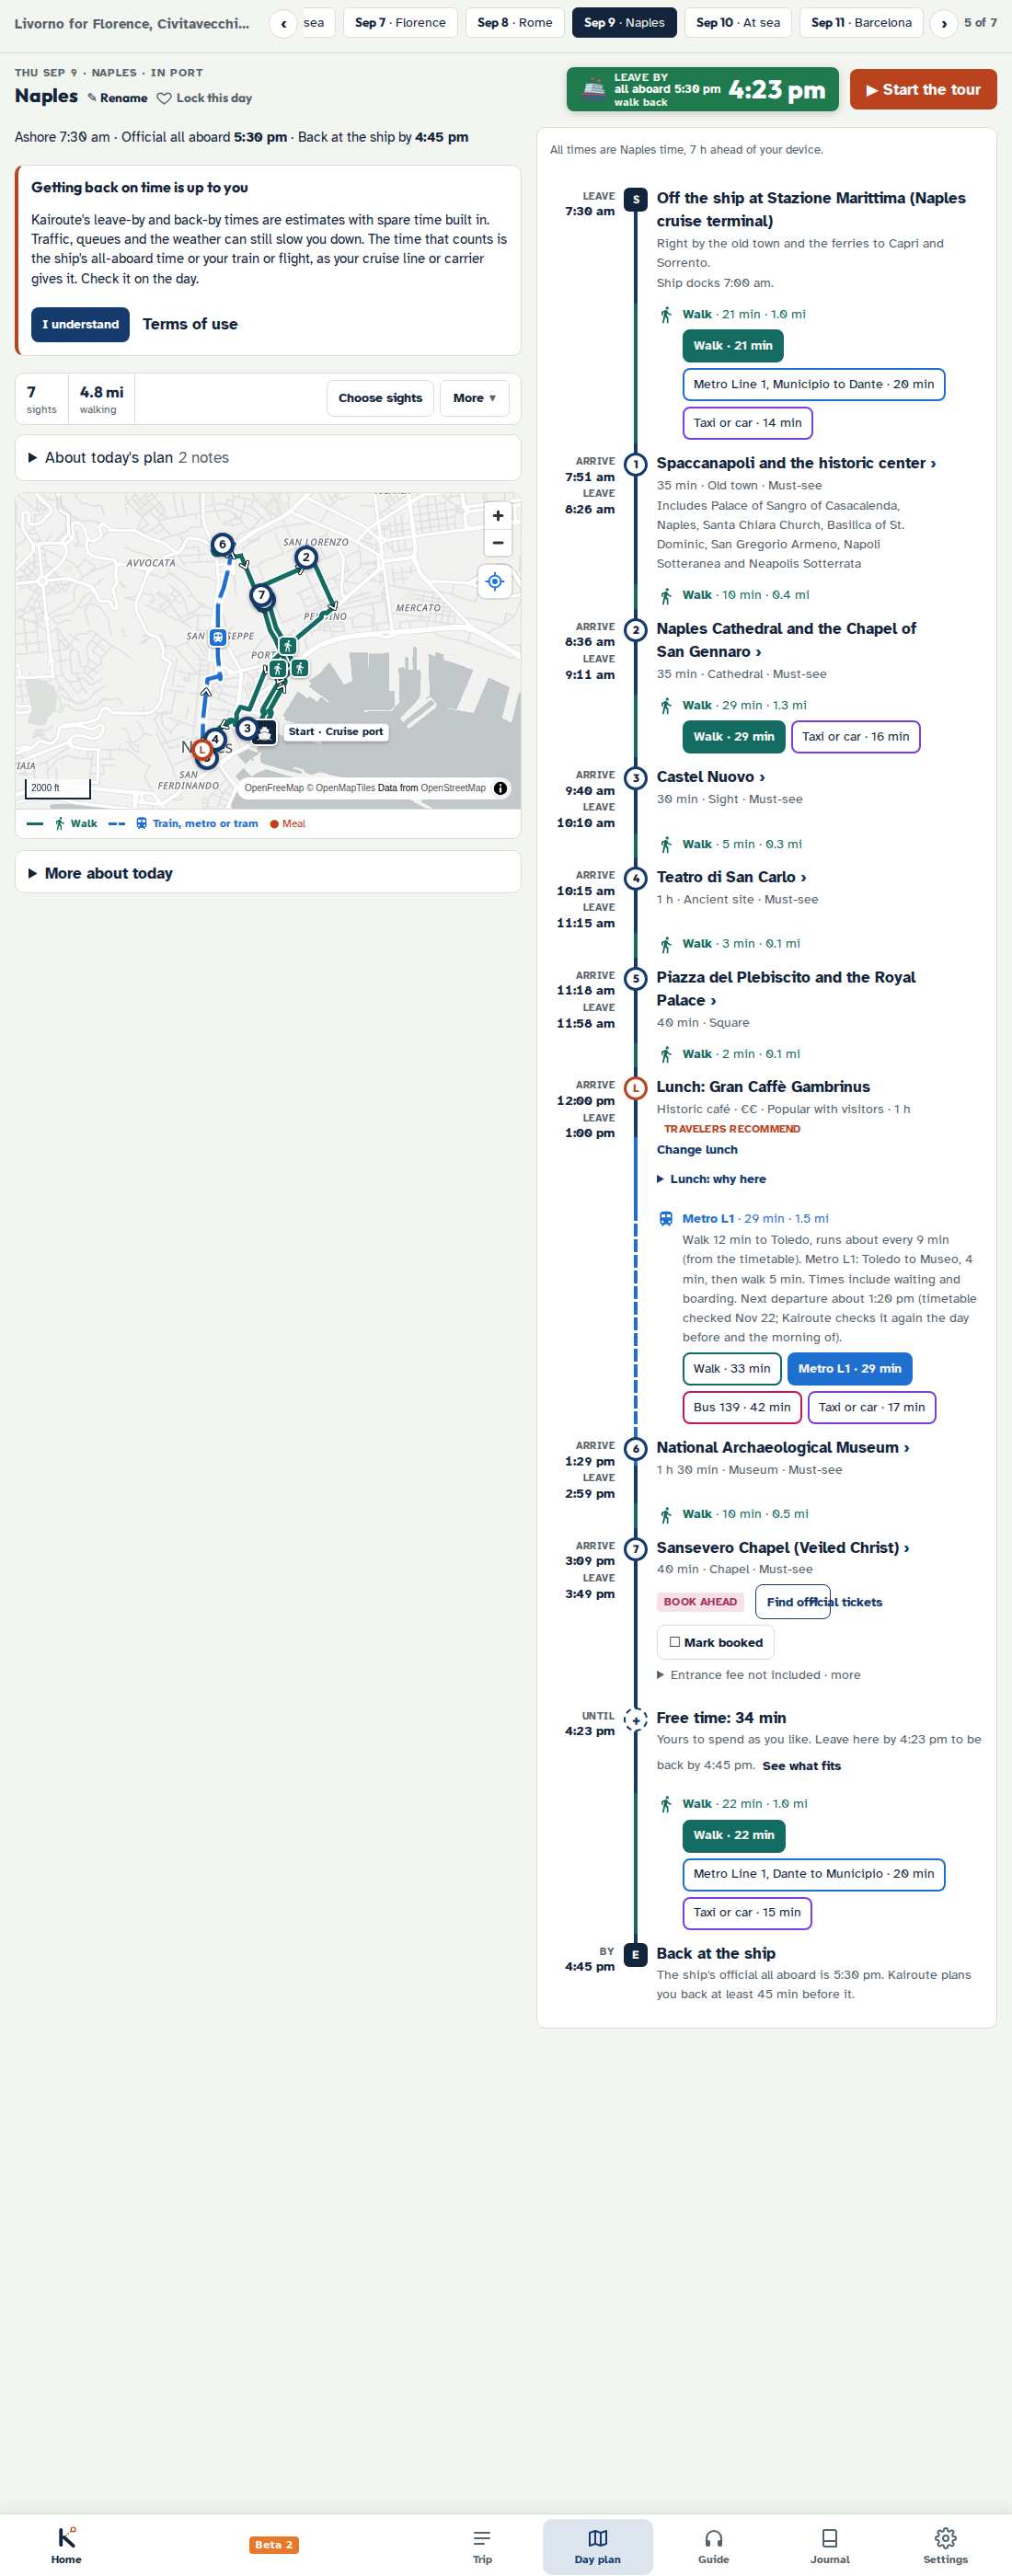 Livorno for Florence, Civitavecchi...
‹
sea
Sep 7 · Florence
Sep 8 · Rome
Sep 9 · Naples
Sep 10 · At sea
Sep 11 · Barcelona
›
5 of 7
THU SEP 9 · NAPLES · IN PORT
Naples ✎ Rename Lock this day
LEAVE BY
all aboard 5:30 pm
walk back
4:23 pm
▶ Start the tour
Ashore 7:30 am · Official all aboard 5:30 pm · Back at the ship by 4:45 pm
Getting back on time is up to you
Kairoute's leave-by and back-by times are estimates with spare time built in.
Traffic, queues and the weather can still slow you down. The time that counts is
the ship's all-aboard time or your train or flight, as your cruise line or carrier
gives it. Check it on the day.
I understand
Terms of use
7
sights
4.8 mi
walking
Choose sights
More ▼
▶ About today's plan 2 notes
AVVOCATA
SAN LORENZO
MERCATO
PORT
SAN
FERDINANDO
6
2
7
3
4
L
Start · Cruise port
+
−
2000 ft
OpenFreeMap © OpenMapTiles Data from OpenStreetMap
Walk
Train, metro or tram
Meal
▶ More about today
All times are Naples time, 7 h ahead of your device.
LEAVE
7:30 am
S
Off the ship at Stazione Marittima (Naples
cruise terminal)
Right by the old town and the ferries to Capri and
Sorrento.
Ship docks 7:00 am.
Walk · 21 min · 1.0 mi
Walk · 21 min
Metro Line 1, Municipio to Dante · 20 min
Taxi or car · 14 min
ARRIVE
7:51 am
LEAVE
8:26 am
1
Spaccanapoli and the historic center ›
35 min · Old town · Must-see
Includes Palace of Sangro of Casacalenda,
Naples, Santa Chiara Church, Basilica of St.
Dominic, San Gregorio Armeno, Napoli
Sotteranea and Neapolis Sotterrata
Walk · 10 min · 0.4 mi
ARRIVE
8:36 am
LEAVE
9:11 am
2
Naples Cathedral and the Chapel of
San Gennaro ›
35 min · Cathedral · Must-see
Walk · 29 min · 1.3 mi
Walk · 29 min
Taxi or car · 16 min
ARRIVE
9:40 am
LEAVE
10:10 am
3
Castel Nuovo ›
30 min · Sight · Must-see
Walk · 5 min · 0.3 mi
ARRIVE
10:15 am
LEAVE
11:15 am
4
Teatro di San Carlo ›
1 h · Ancient site · Must-see
Walk · 3 min · 0.1 mi
ARRIVE
11:18 am
LEAVE
11:58 am
5
Piazza del Plebiscito and the Royal
Palace ›
40 min · Square
Walk · 2 min · 0.1 mi
ARRIVE
12:00 pm
LEAVE
1:00 pm
L
Lunch: Gran Caffè Gambrinus
Historic café · €€ · Popular with visitors · 1 h
TRAVELERS RECOMMEND
Change lunch
▶ Lunch: why here
Metro L1 · 29 min · 1.5 mi
Walk 12 min to Toledo, runs about every 9 min
(from the timetable). Metro L1: Toledo to Museo, 4
min, then walk 5 min. Times include waiting and
boarding. Next departure about 1:20 pm (timetable
checked Nov 22; Kairoute checks it again the day
before and the morning of).
Walk · 33 min
Metro L1 · 29 min
Bus 139 · 42 min
Taxi or car · 17 min
ARRIVE
1:29 pm
LEAVE
2:59 pm
6
National Archaeological Museum ›
1 h 30 min · Museum · Must-see
Walk · 10 min · 0.5 mi
ARRIVE
3:09 pm
LEAVE
3:49 pm
7
Sansevero Chapel (Veiled Christ) ›
40 min · Chapel · Must-see
BOOK AHEAD
Find official tickets
Mark booked
▶ Entrance fee not included · more
UNTIL
4:23 pm
+
Free time: 34 min
Yours to spend as you like. Leave here by 4:23 pm to be
back by 4:45 pm. See what fits
Walk · 22 min · 1.0 mi
Walk · 22 min
Metro Line 1, Dante to Municipio · 20 min
Taxi or car · 15 min
BY
4:45 pm
E
Back at the ship
The ship's official all aboard is 5:30 pm. Kairoute plans
you back at least 45 min before it.
Home
Beta 2
Trip
Day plan
Guide
Journal
Settings